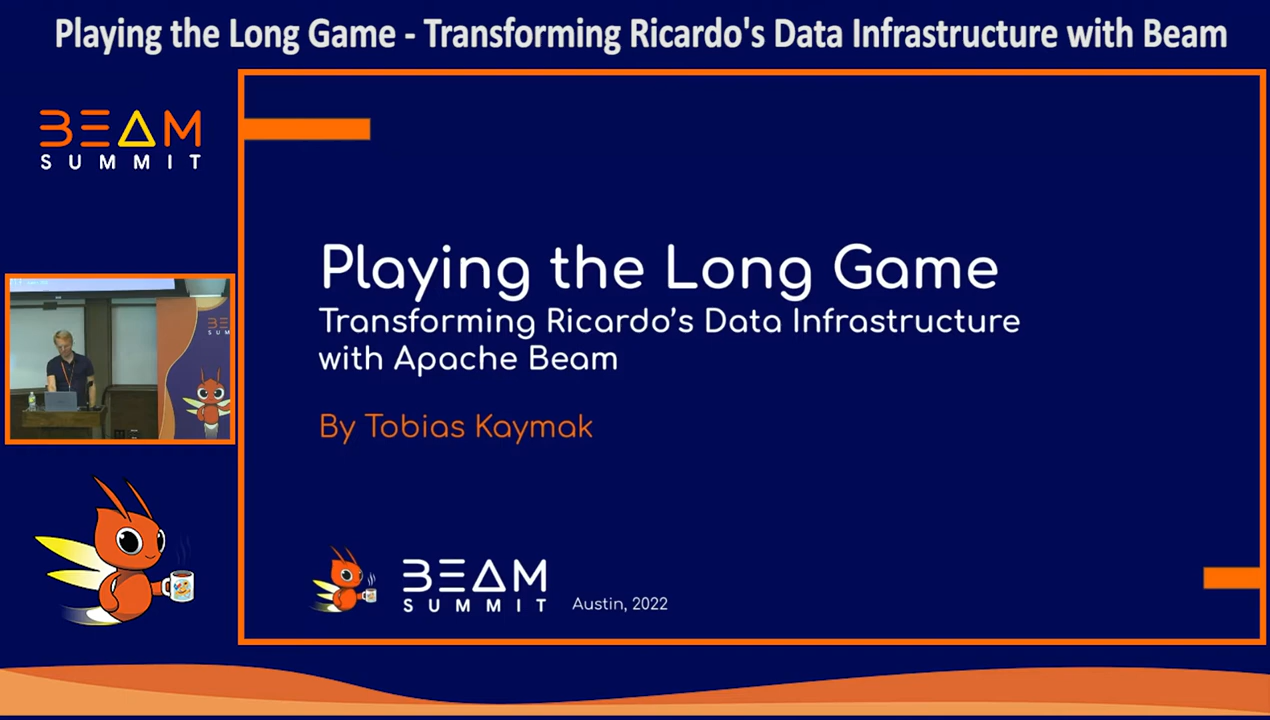 Playing the Long Game - Transforming Ricardo's Data Infrastructure with Beam
BEAM
SUMMIT
Playing the Long Game
Transforming Ricardo’s Data Infrastructure
with Apache Beam
By Tobias Kaymak
BEAM
SUMMIT
Austin, 2022